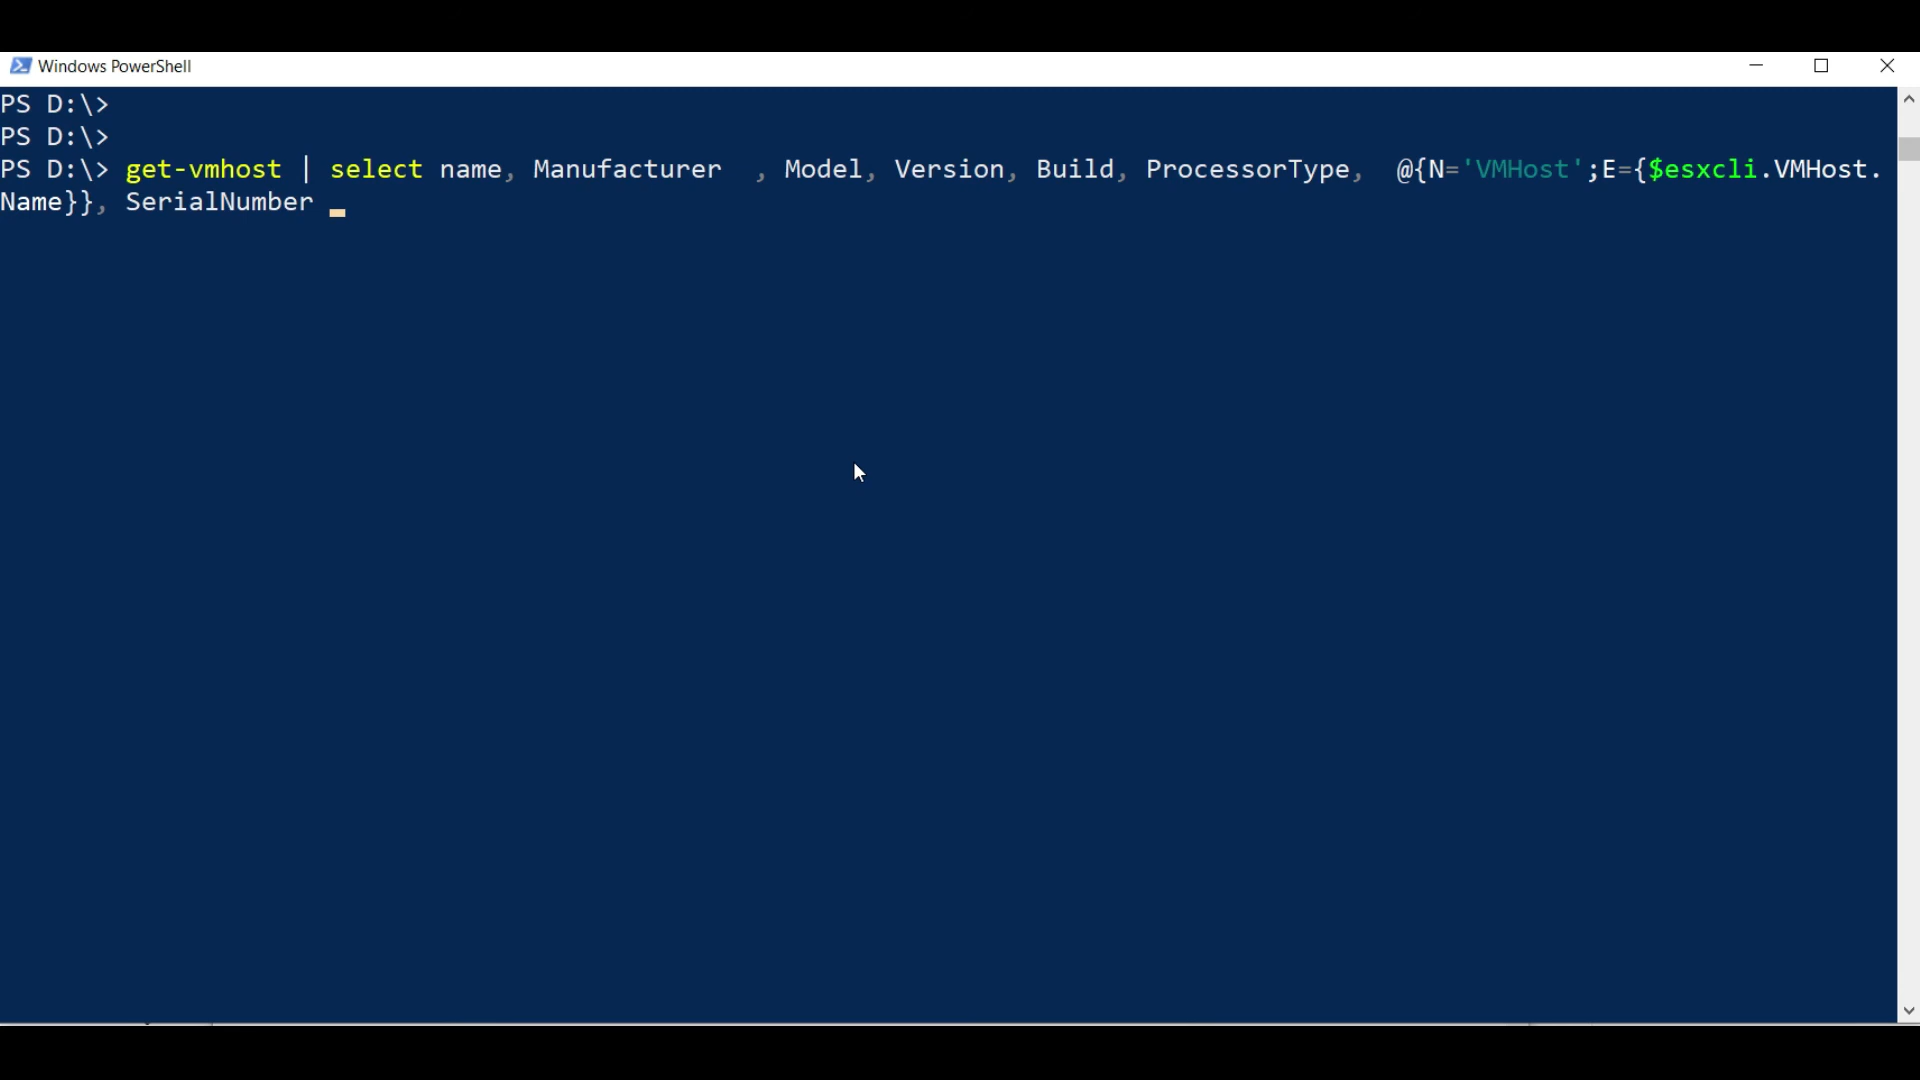 Windows PowerShell
PS D:\>
PS D:\>
PS D:\> get-vmhost | select name, Manufacturer  , Model, Version, Build, ProcessorType,  @{N='VMHost';E={$esxcli.VMHost.
Name}}, SerialNumber